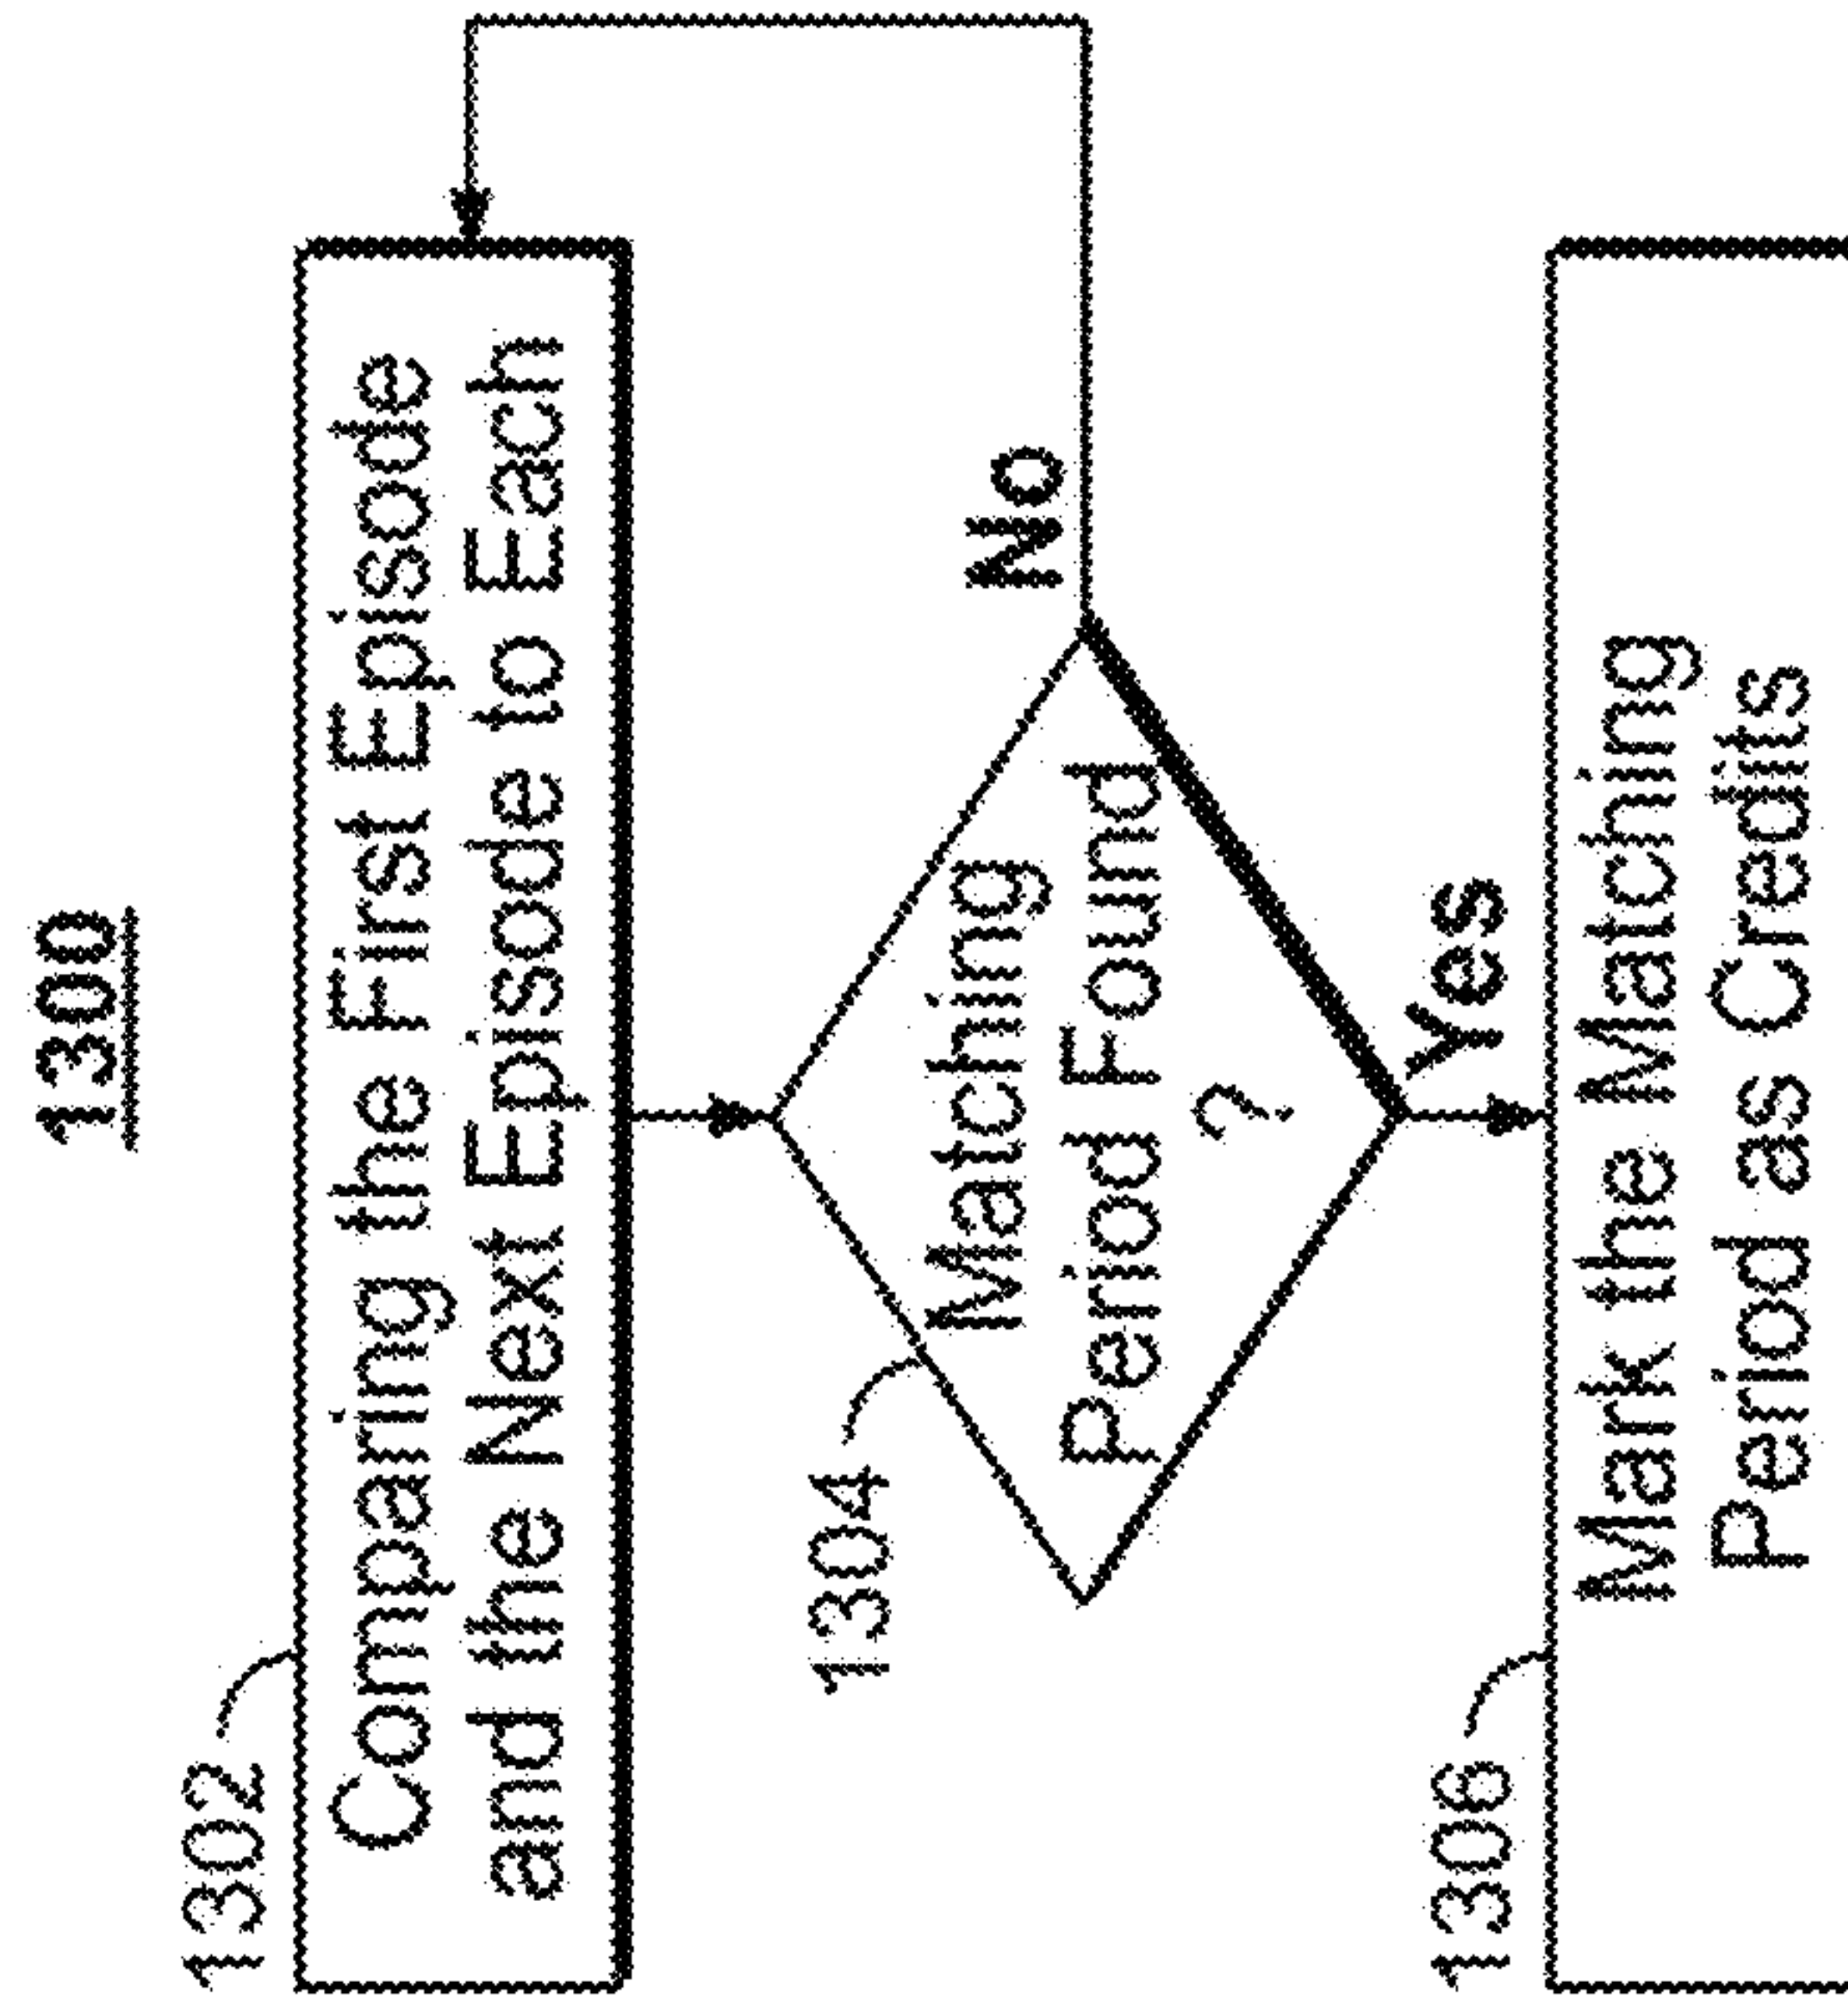 1300
1302
Comparing the First Episode
and the Next Episode to Each
1304
Matching
Period Found
?
No
Yes
1306
Mark the Matching
Period as Credits